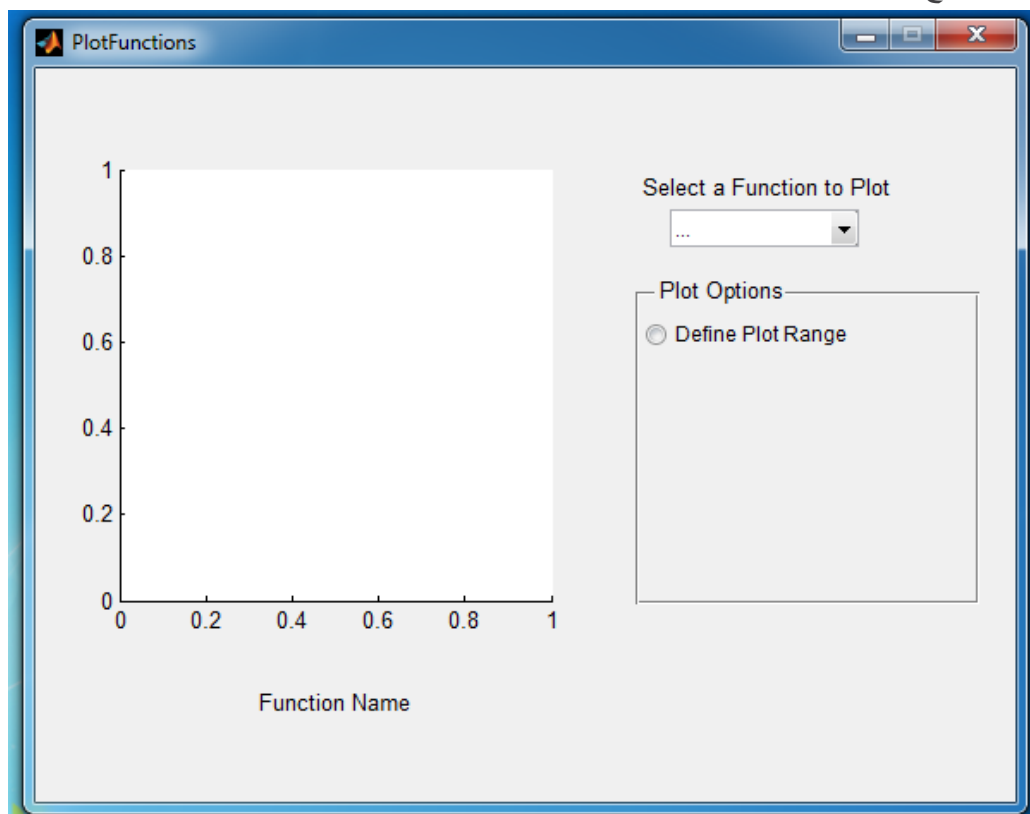 PlotFunctions
1
0.8
0.6
0.4
0.2
0
0 0.2 0.4 0.6 0.8 1
Function Name
Select a Function to Plot
...
Plot Options
Define Plot Range